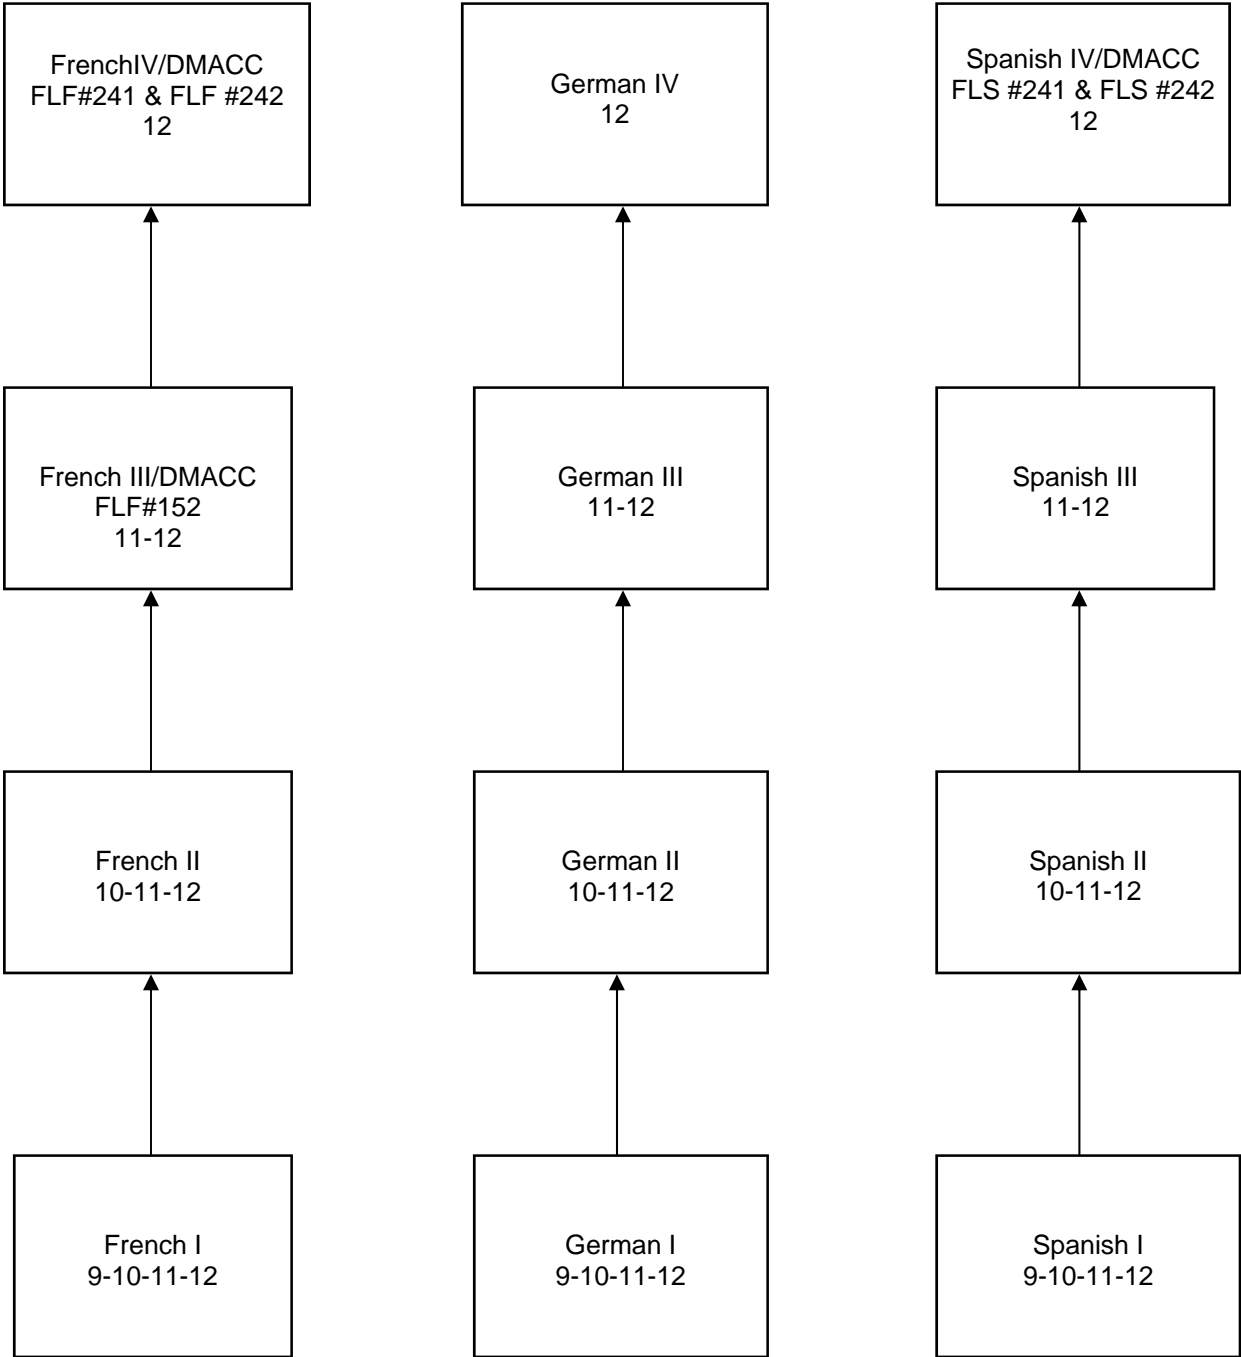 FrenchIV/DMACC
FLF#241 & FLF #242
12
German IV
12
Spanish IV/DMACC
FLS #241 & FLS #242
12
French III/DMACC
FLF#152
11-12
German III
11-12
Spanish III
11-12
French II
10-11-12
German II
10-11-12
Spanish II
10-11-12
French I
9-10-11-12
German I
9-10-11-12
Spanish I
9-10-11-12